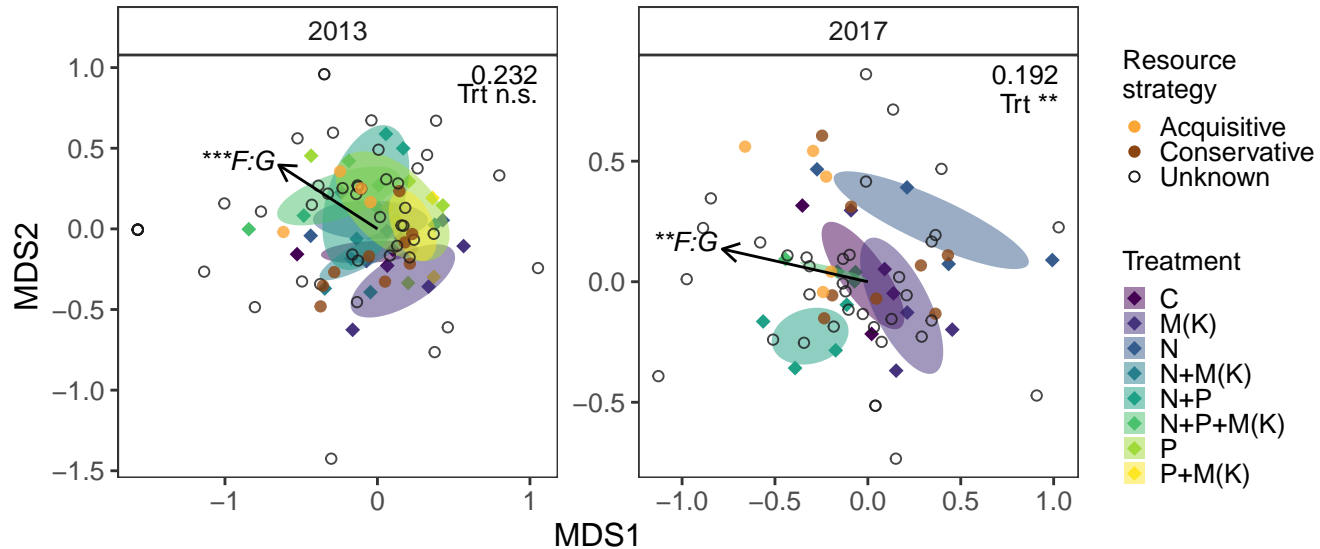 2013
2017
MDS2
1.0
0.5
0.0
−0.5
−1.0
−1.5
0.232
Trt n.s.
***F:G
−1
0
1
0.5
0.0
−0.5
0.192
Trt **
**F:G
−1.0
−0.5
0.0
0.5
1.0
MDS1
Resource
strategy
Acquisitive
Conservative
Unknown
Treatment
C
M(K)
N
N+M(K)
N+P
N+P+M(K)
P
P+M(K)